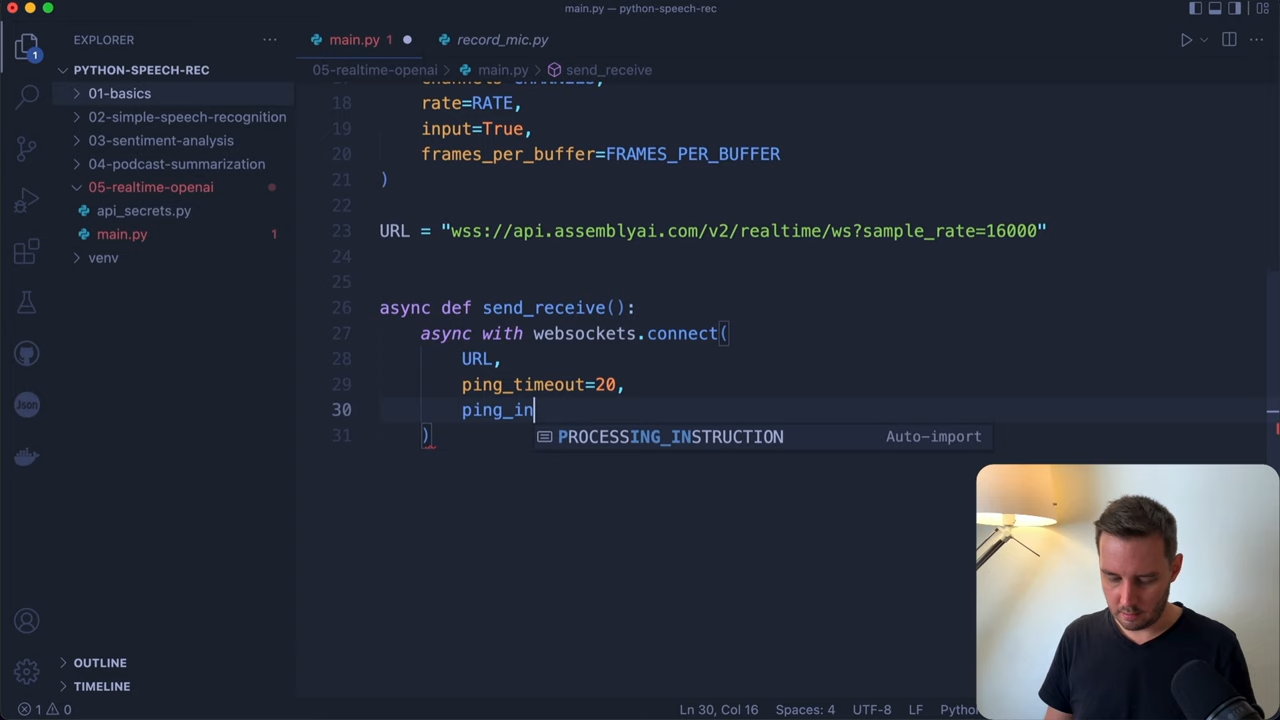 main.py — python-speech-rec
EXPLORER
PYTHON-SPEECH-REC
01-basics
02-simple-speech-recognition
03-sentiment-analysis
04-podcast-summarization
05-realtime-openai
api_secrets.py
main.py 1
venv
OUTLINE
TIMELINE
1
Json
main.py 1
record_mic.py
05-realtime-openai > main.py > send_receive
18 rate=RATE,
19 input=True,
20 frames_per_buffer=FRAMES_PER_BUFFER
21 )
22
23 URL = "wss://api.assemblyai.com/v2/realtime/ws?sample_rate=16000"
24
25
26 async def send_receive():
27 async with websockets.connect(
28 URL,
29 ping_timeout=20,
30 ping_in
31 )
PROCESSING_INSTRUCTION Auto-import
1 0
Ln 30, Col 16 Spaces: 4 UTF-8 LF